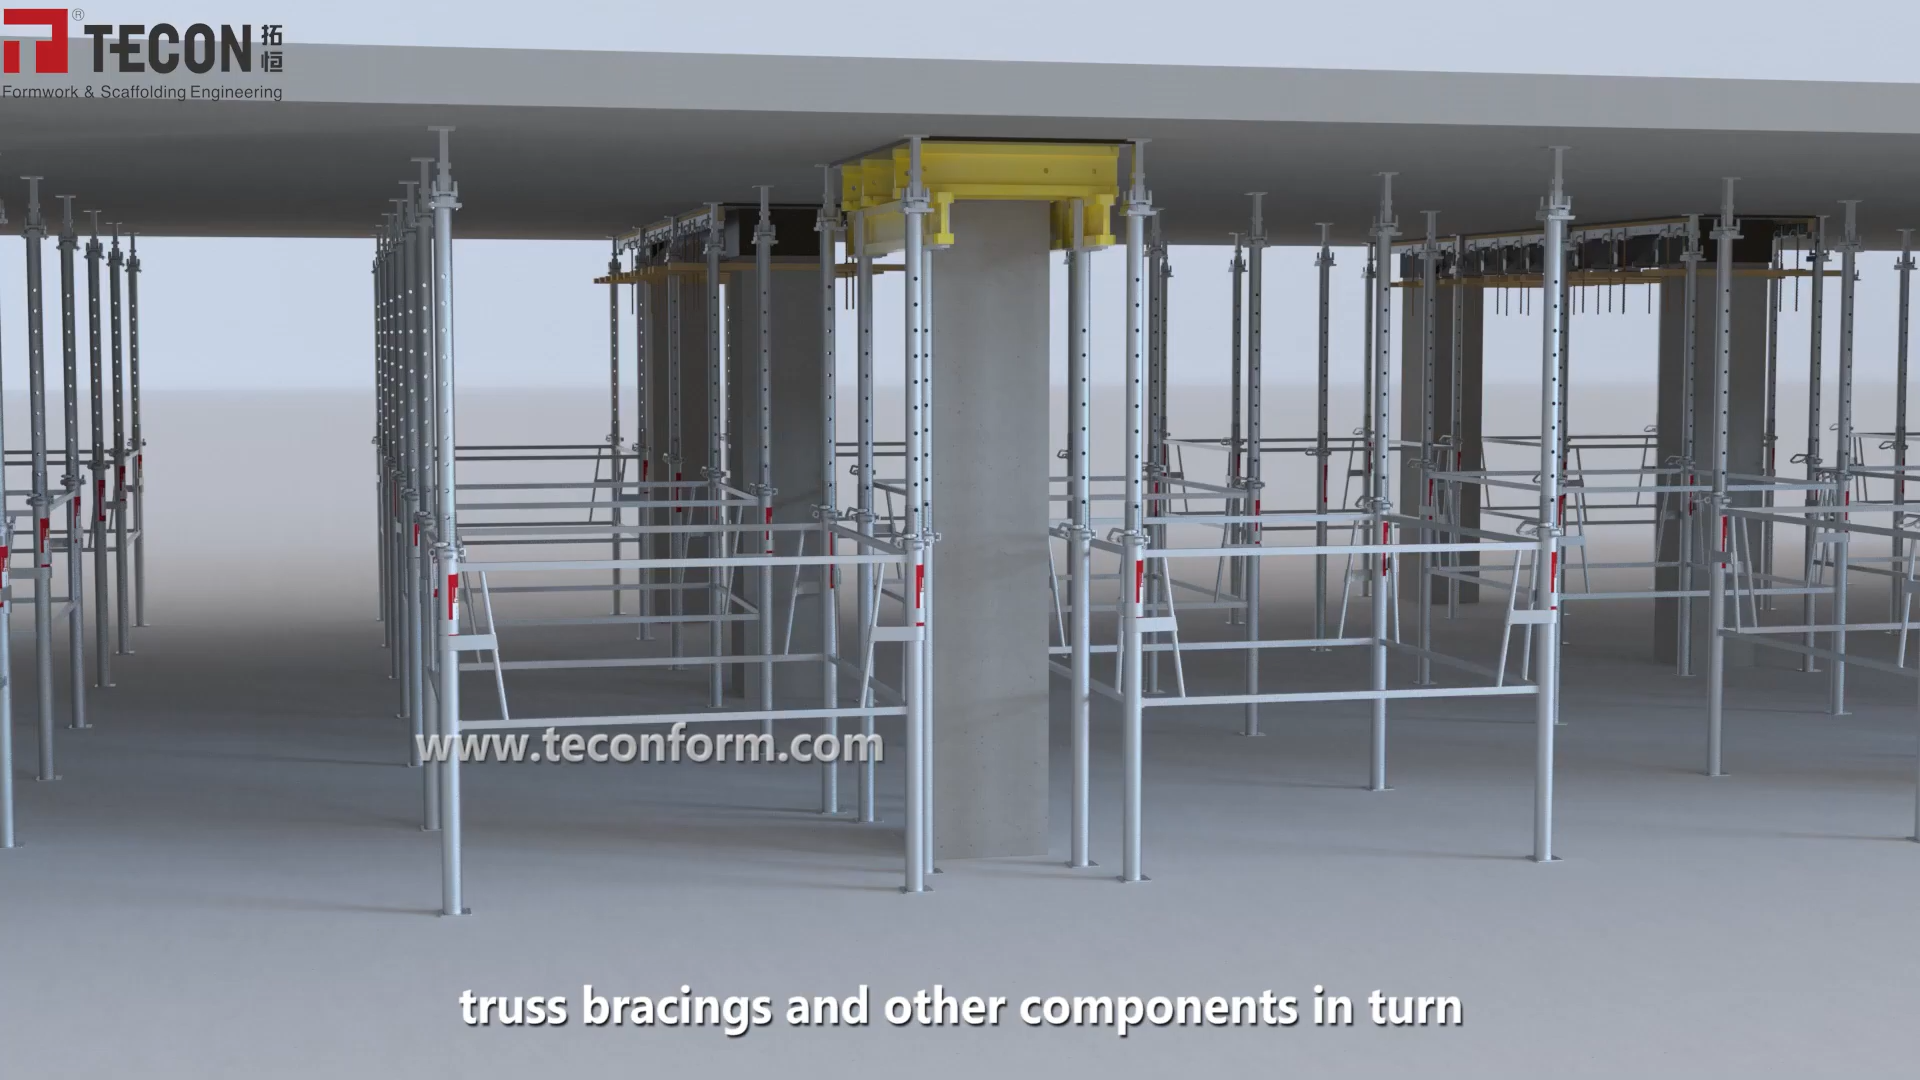 ®
TECON 拓恒
Formwork & Scaffolding Engineering
www.teconform.com
truss bracings and other components in turn